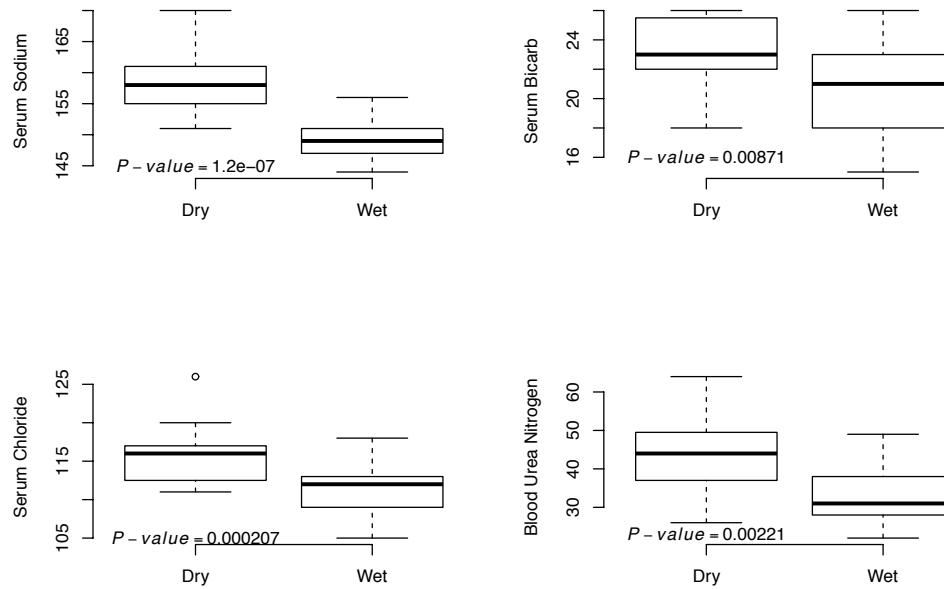 Serum Sodium
165
155
145
P − value = 1.2e−07
Dry Wet
Serum Bicarb
24
20
16
P − value = 0.00871
Dry Wet
Serum Chloride
125
115
105
P − value = 0.000207
Dry Wet
Blood Urea Nitrogen
60
50
40
30
P − value = 0.00221
Dry Wet